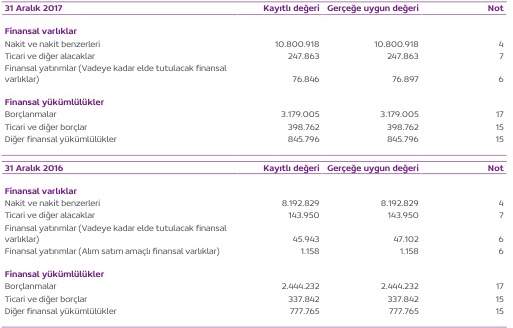 31 Aralık 2017 Kayıtlı değeri Gerçeğe uygun değeri Not
Finansal varlıklar
Nakit ve nakit benzerleri 10.800.918 10.800.918 4
Ticari ve diğer alacaklar 247.863 247.863 7
Finansal yatırımlar (Vadeye kadar elde tutulacak finansal
varlıklar) 76.846 76.897 6
Finansal yükümlülükler
Borçlanmalar 3.179.005 3.179.005 17
Ticari ve diğer borçlar 398.762 398.762 15
Diğer finansal yükümlülükler 845.796 845.796 15
31 Aralık 2016 Kayıtlı değeri Gerçeğe uygun değeri Not
Finansal varlıklar
Nakit ve nakit benzerleri 8.192.829 8.192.829 4
Ticari ve diğer alacaklar 143.950 143.950 7
Finansal yatırımlar (Vadeye kadar elde tutulacak finansal
varlıklar) 45.943 47.102 6
Finansal yatırımlar (Alım satım amaçlı finansal varlıklar) 1.158 1.158 6
Finansal yükümlülükler
Borçlanmalar 2.444.232 2.444.232 17
Ticari ve diğer borçlar 337.842 337.842 15
Diğer finansal yükümlülükler 777.765 777.765 15